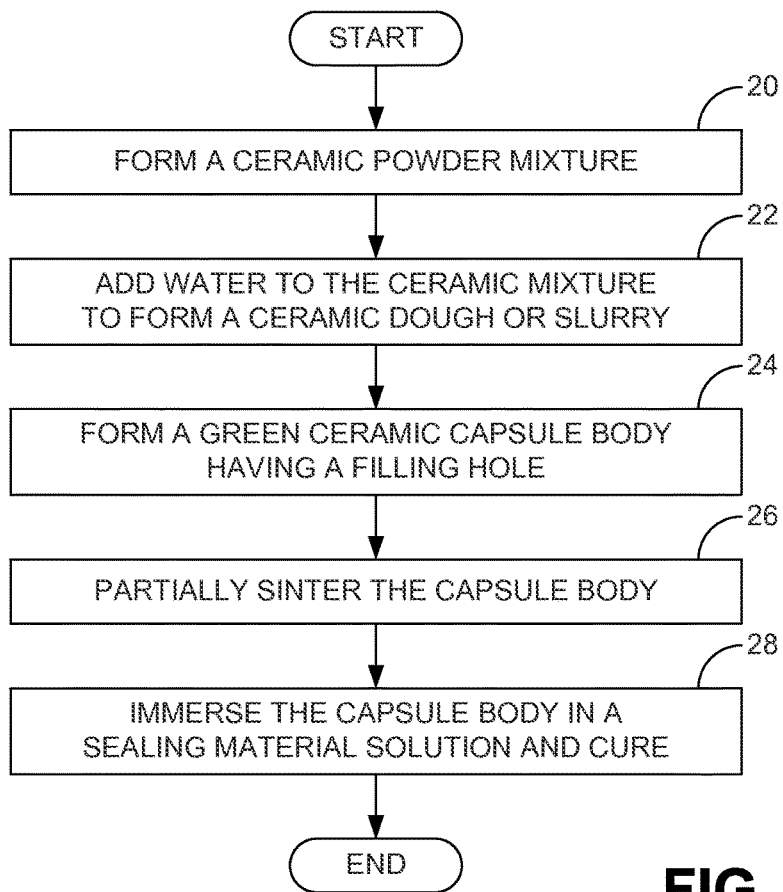 START
20
FORM A CERAMIC POWDER MIXTURE
22
ADD WATER TO THE CERAMIC MIXTURE
TO FORM A CERAMIC DOUGH OR SLURRY
24
FORM A GREEN CERAMIC CAPSULE BODY
HAVING A FILLING HOLE
26
PARTIALLY SINTER THE CAPSULE BODY
28
IMMERSE THE CAPSULE BODY IN A
SEALING MATERIAL SOLUTION AND CURE
END
FIG